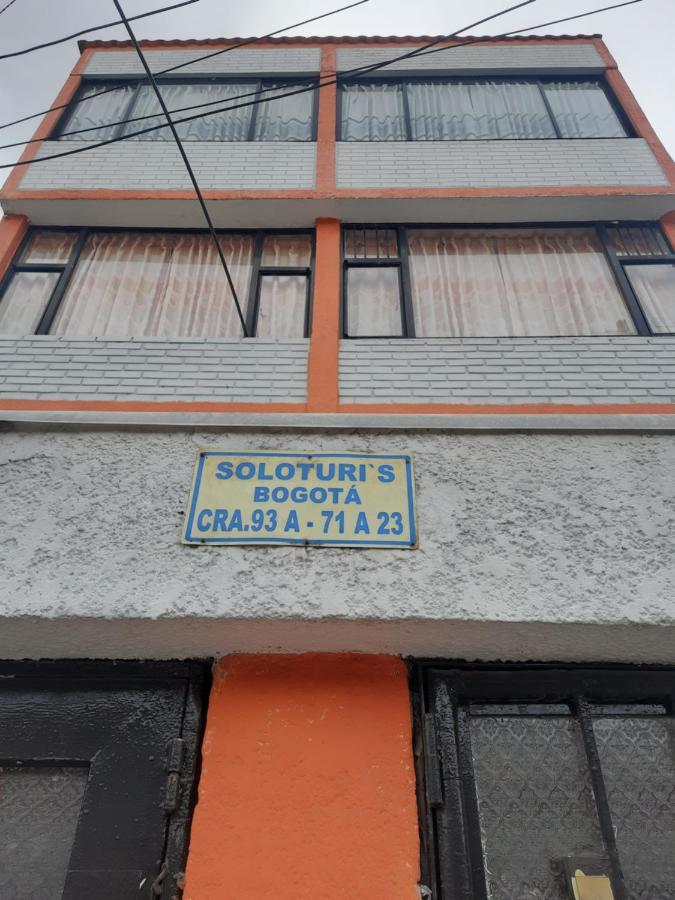 SOLOTURI`S
BOGOTÁ
CRA.93 A - 71 A 23